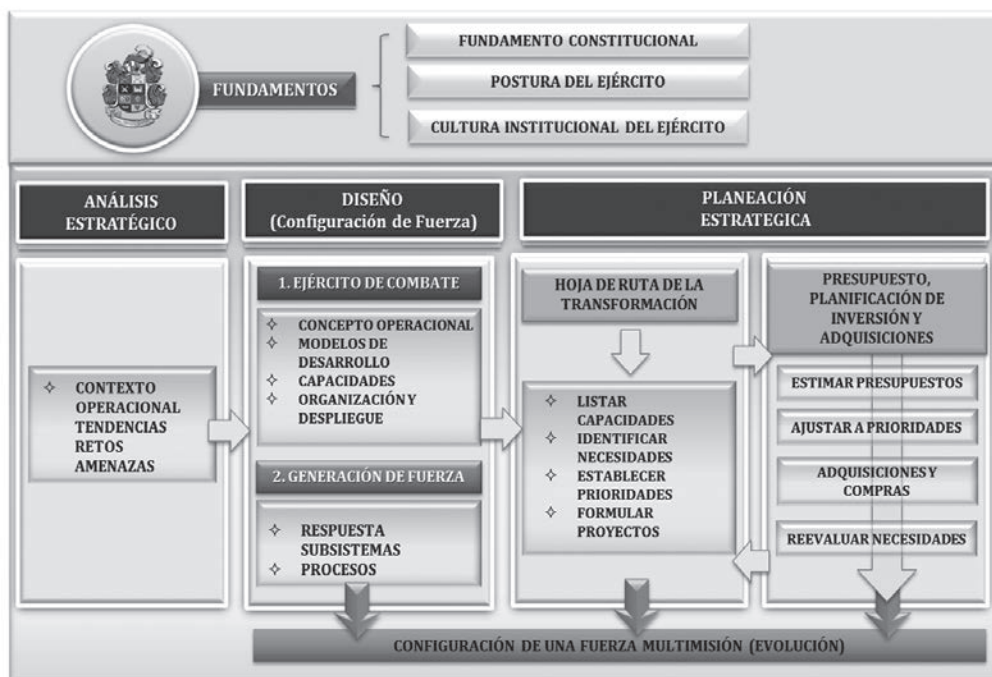 FUNDAMENTOS
FUNDAMENTO CONSTITUCIONAL
POSTURA DEL EJÉRCITO
CULTURA INSTITUCIONAL DEL EJÉRCITO
ANÁLISIS
ESTRATÉGICO
CONTEXTO
OPERACIONAL
TENDENCIAS
RETOS
AMENAZAS
DISEÑO
(Configuración de Fuerza)
1. EJÉRCITO DE COMBATE
CONCEPTO OPERACIONAL
MODELOS DE
DESARROLLO
CAPACIDADES
ORGANIZACIÓN Y
DESPLIEGUE
2. GENERACIÓN DE FUERZA
RESPUESTA
SUBSISTEMAS
PROCESOS
PLANEACIÓN
ESTRATEGICA
HOJA DE RUTA DE LA
TRANSFORMACIÓN
LISTAR
CAPACIDADES
IDENTIFICAR
NECESIDADES
ESTABLECER
PRIORIDADES
FORMULAR
PROYECTOS
PRESUPUESTO,
PLANIFICACIÓN DE
INVERSIÓN Y
ADQUISICIONES
ESTIMAR PRESUPUESTOS
AJUSTAR A PRIORIDADES
ADQUISICIONES Y
COMPRAS
REEVALUAR NECESIDADES
CONFIGURACIÓN DE UNA FUERZA MULTIMISIÓN (EVOLUCIÓN)